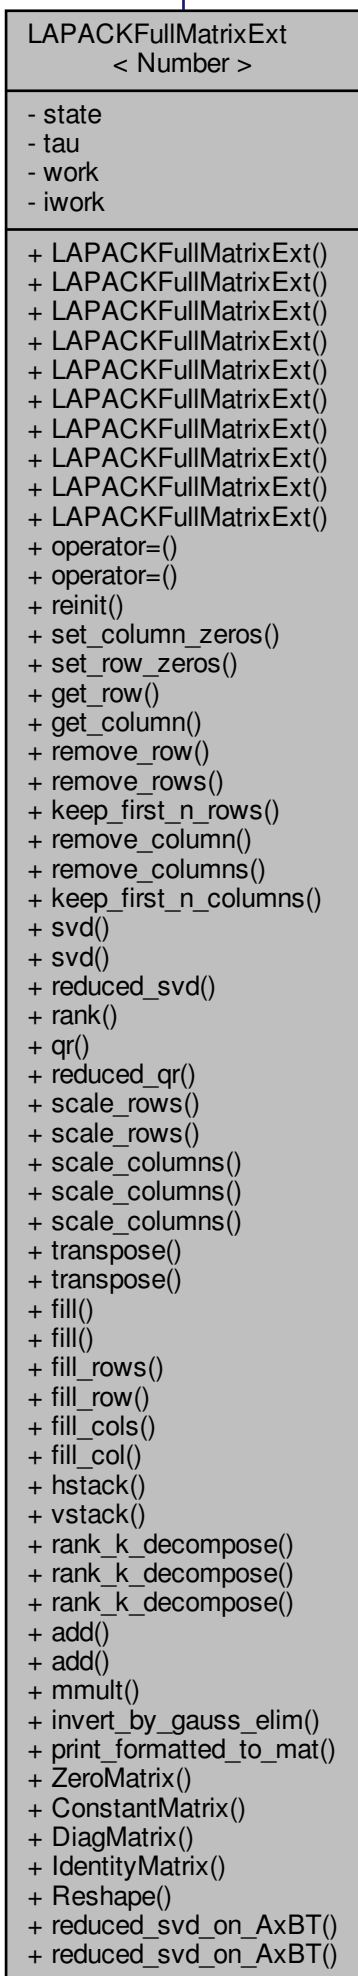 LAPACKFullMatrixExt
< Number >
- state
- tau
- work
- iwork
+ LAPACKFullMatrixExt()
+ LAPACKFullMatrixExt()
+ LAPACKFullMatrixExt()
+ LAPACKFullMatrixExt()
+ LAPACKFullMatrixExt()
+ LAPACKFullMatrixExt()
+ LAPACKFullMatrixExt()
+ LAPACKFullMatrixExt()
+ LAPACKFullMatrixExt()
+ LAPACKFullMatrixExt()
+ operator=()
+ operator=()
+ reinit()
+ set_column_zeros()
+ set_row_zeros()
+ get_row()
+ get_column()
+ remove_row()
+ remove_rows()
+ keep_first_n_rows()
+ remove_column()
+ remove_columns()
+ keep_first_n_columns()
+ svd()
+ svd()
+ reduced_svd()
+ rank()
+ qr()
+ reduced_qr()
+ scale_rows()
+ scale_rows()
+ scale_columns()
+ scale_columns()
+ scale_columns()
+ transpose()
+ transpose()
+ fill()
+ fill()
+ fill_rows()
+ fill_row()
+ fill_cols()
+ fill_col()
+ hstack()
+ vstack()
+ rank_k_decompose()
+ rank_k_decompose()
+ rank_k_decompose()
+ add()
+ add()
+ mmult()
+ invert_by_gauss_elim()
+ print_formatted_to_mat()
+ ZeroMatrix()
+ ConstantMatrix()
+ DiagMatrix()
+ IdentityMatrix()
+ Reshape()
+ reduced_svd_on_AxBT()
+ reduced_svd_on_AxBT()